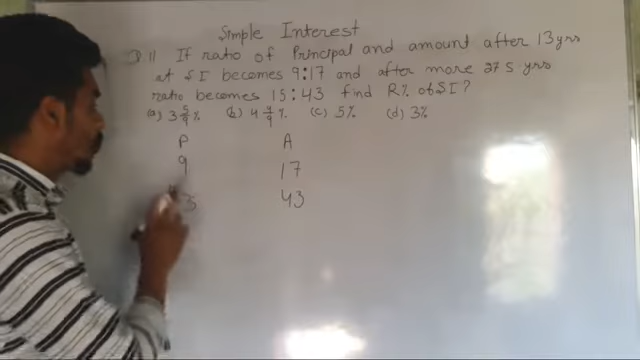 Simple Interest
Q.11 If ratio of Principal and amount after 13 yrs
at SI becomes 9:17 and after more 27.5 yrs
ratio becomes 15:43 find R% of SI?
(a) 3 5/9 % (b) 4 4/9 % (c) 5% (d) 3%
P A
9 17
43